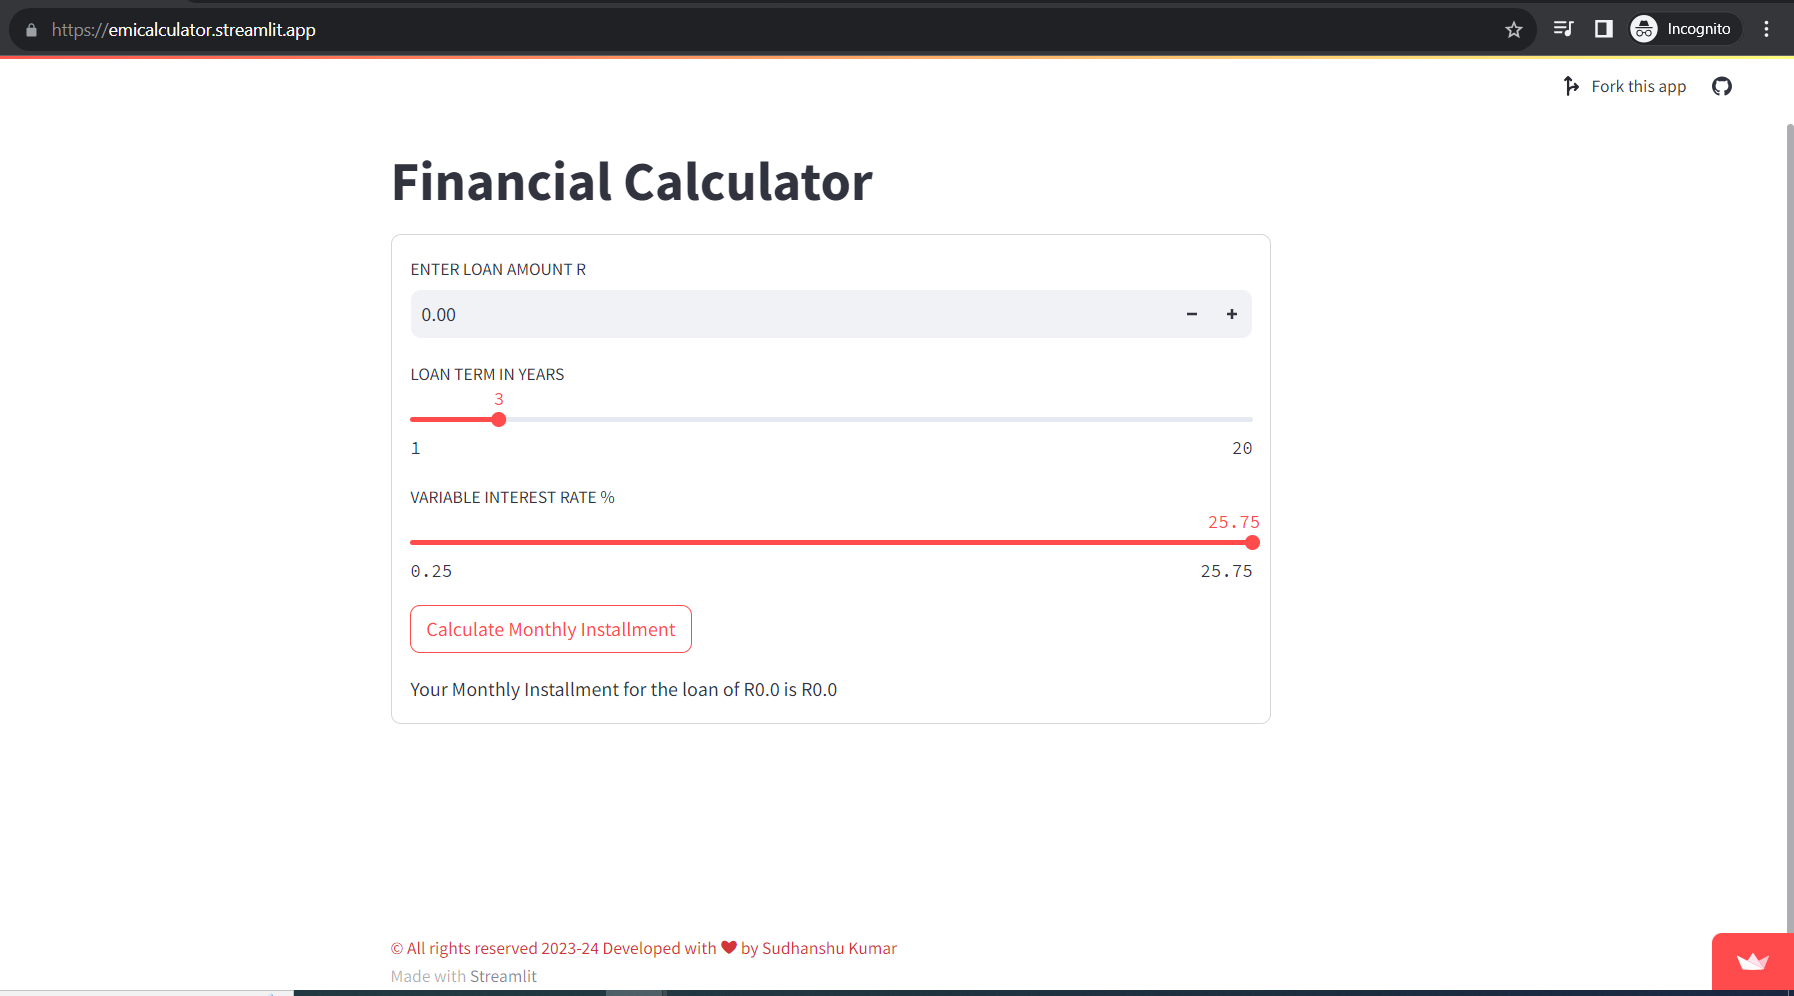 https://emicalculator.streamlit.app
Incognito
Fork this app
Financial Calculator
ENTER LOAN AMOUNT R
0.00
LOAN TERM IN YEARS
3
1 20
VARIABLE INTEREST RATE %
25.75
0.25 25.75
Calculate Monthly Installment
Your Monthly Installment for the loan of R0.0 is R0.0
© All rights reserved 2023-24 Developed with ❤ by Sudhanshu Kumar
Made with Streamlit